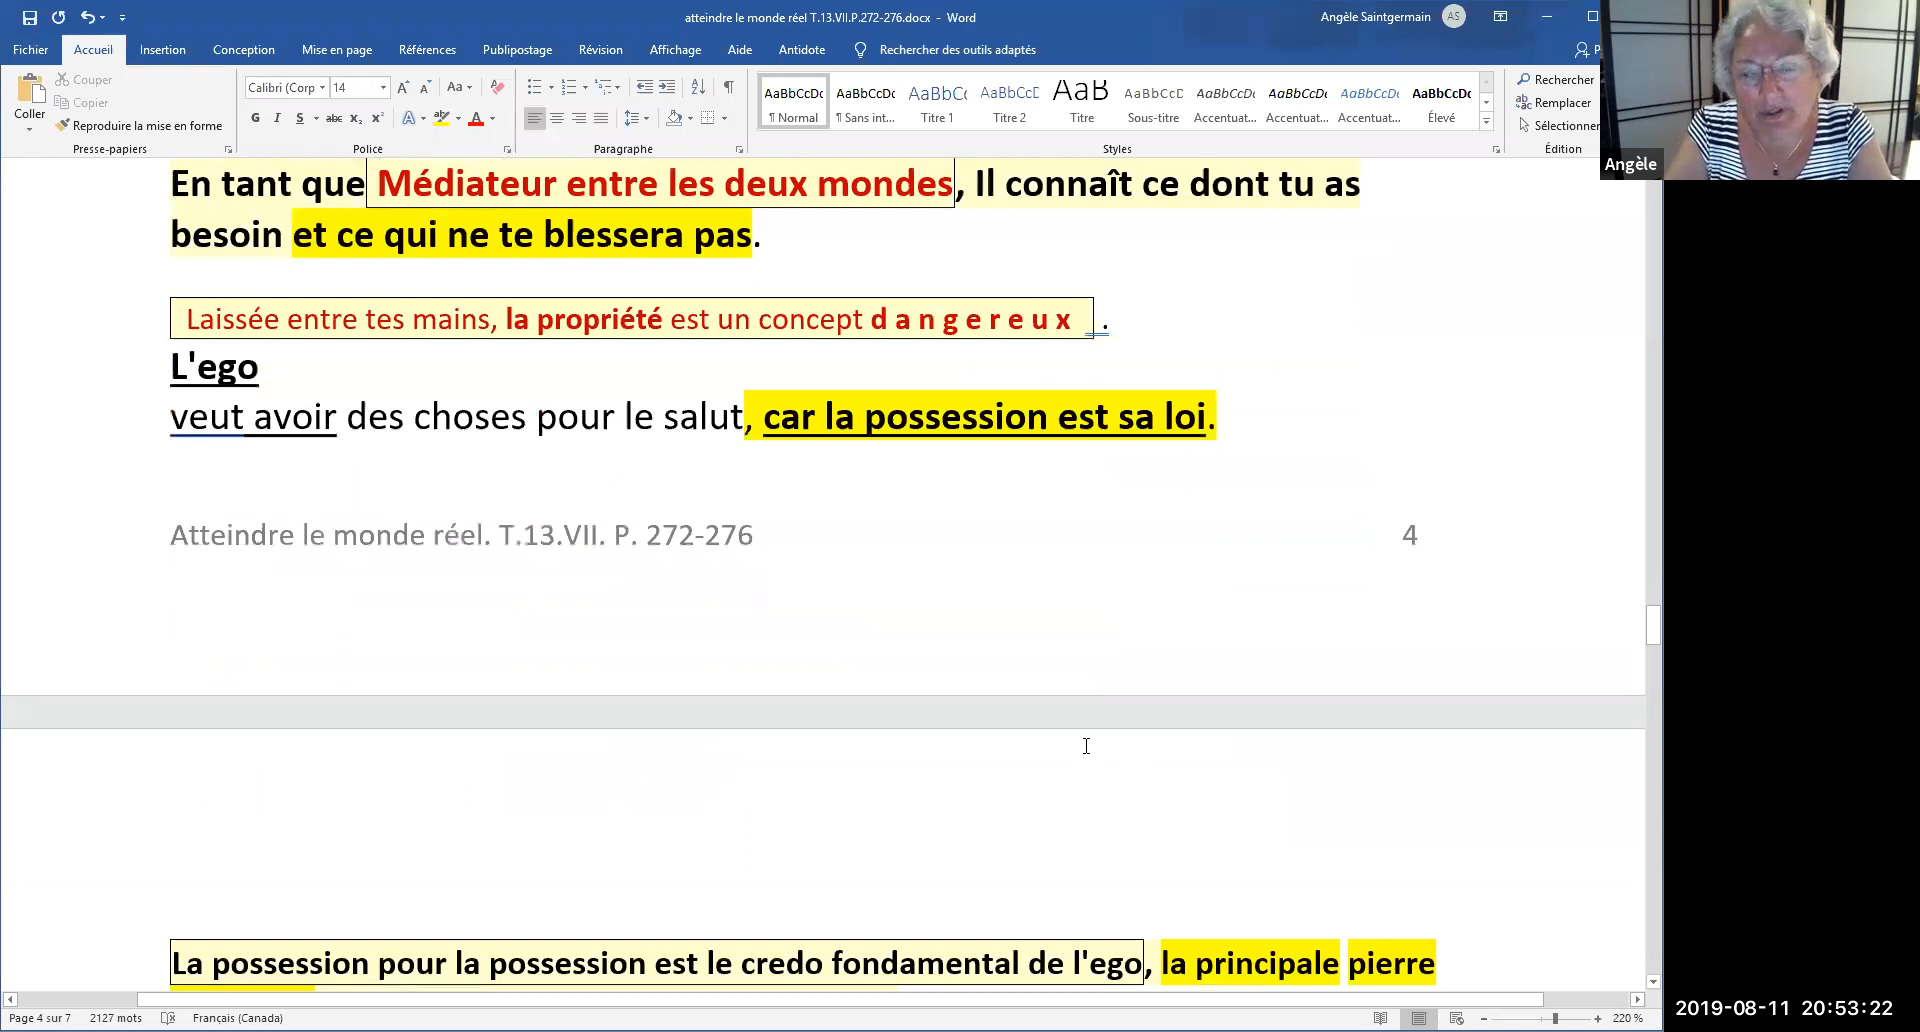 atteindre le monde réel T.13.VII.P.272-276.docx - Word
Angèle Saintgermain AS
Fichier Accueil Insertion Conception Mise en page Références Publipostage Révision Affichage Aide Antidote Rechercher des outils adaptés
Coller
Couper
Copier
Reproduire la mise en forme
Presse-papiers
Calibri (Corp 14
G I S abc x₂ x²
Police
Paragraphe
AaBbCcDc AaBbCcDc AaBbC( AaBbCcD AaB AaBbCcD AaBbCcDc AaBbCcDc AaBbCcDc AaBbCcDc
¶ Normal ¶ Sans int... Titre 1 Titre 2 Titre Sous-titre Accentuat... Accentuat... Accentuat... Élevé
Styles
Rechercher
Remplacer
Sélectionner
Édition
Angèle
En tant que Médiateur entre les deux mondes, Il connaît ce dont tu as
besoin et ce qui ne te blessera pas.
Laissée entre tes mains, la propriété est un concept d a n g e r e u x .
L'ego
veut avoir des choses pour le salut, car la possession est sa loi.
Atteindre le monde réel. T.13.VII. P. 272-276 4
La possession pour la possession est le credo fondamental de l'ego, la principale pierre
Page 4 sur 7 2127 mots Français (Canada) 220 %
2019-08-11 20:53:22